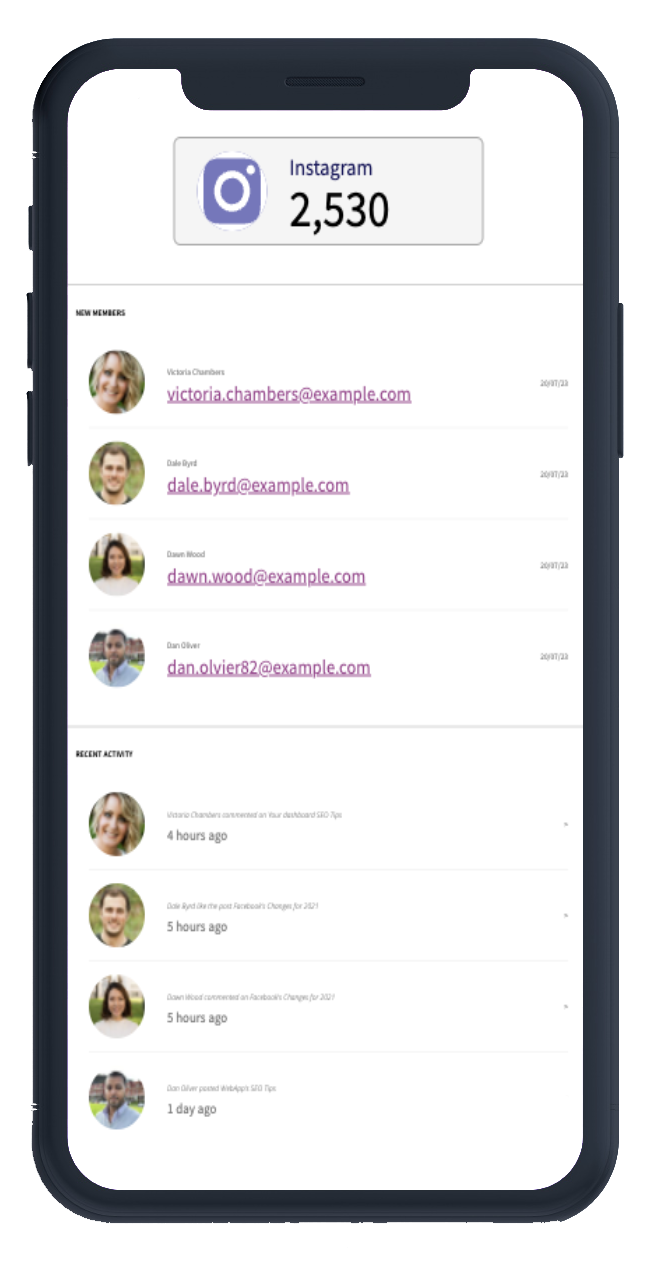 Instagram
2,530
NEW MEMBERS
Victoria Chambers
victoria.chambers@example.com
20/07/23
Dale Byrd
dale.byrd@example.com
20/07/23
Dawn Wood
dawn.wood@example.com
20/07/23
Dan Oliver
dan.olvier82@example.com
20/07/23
RECENT ACTIVITY
Victoria Chambers commented on Your dashboard SEO Tips
4 hours ago
»
Dale Byrd like the post Facebook's Changes for 2021
5 hours ago
»
Dawn Wood commented on Facebook's Changes for 2021
5 hours ago
»
Dan Oliver posted WebApp's SEO Tips
1 day ago